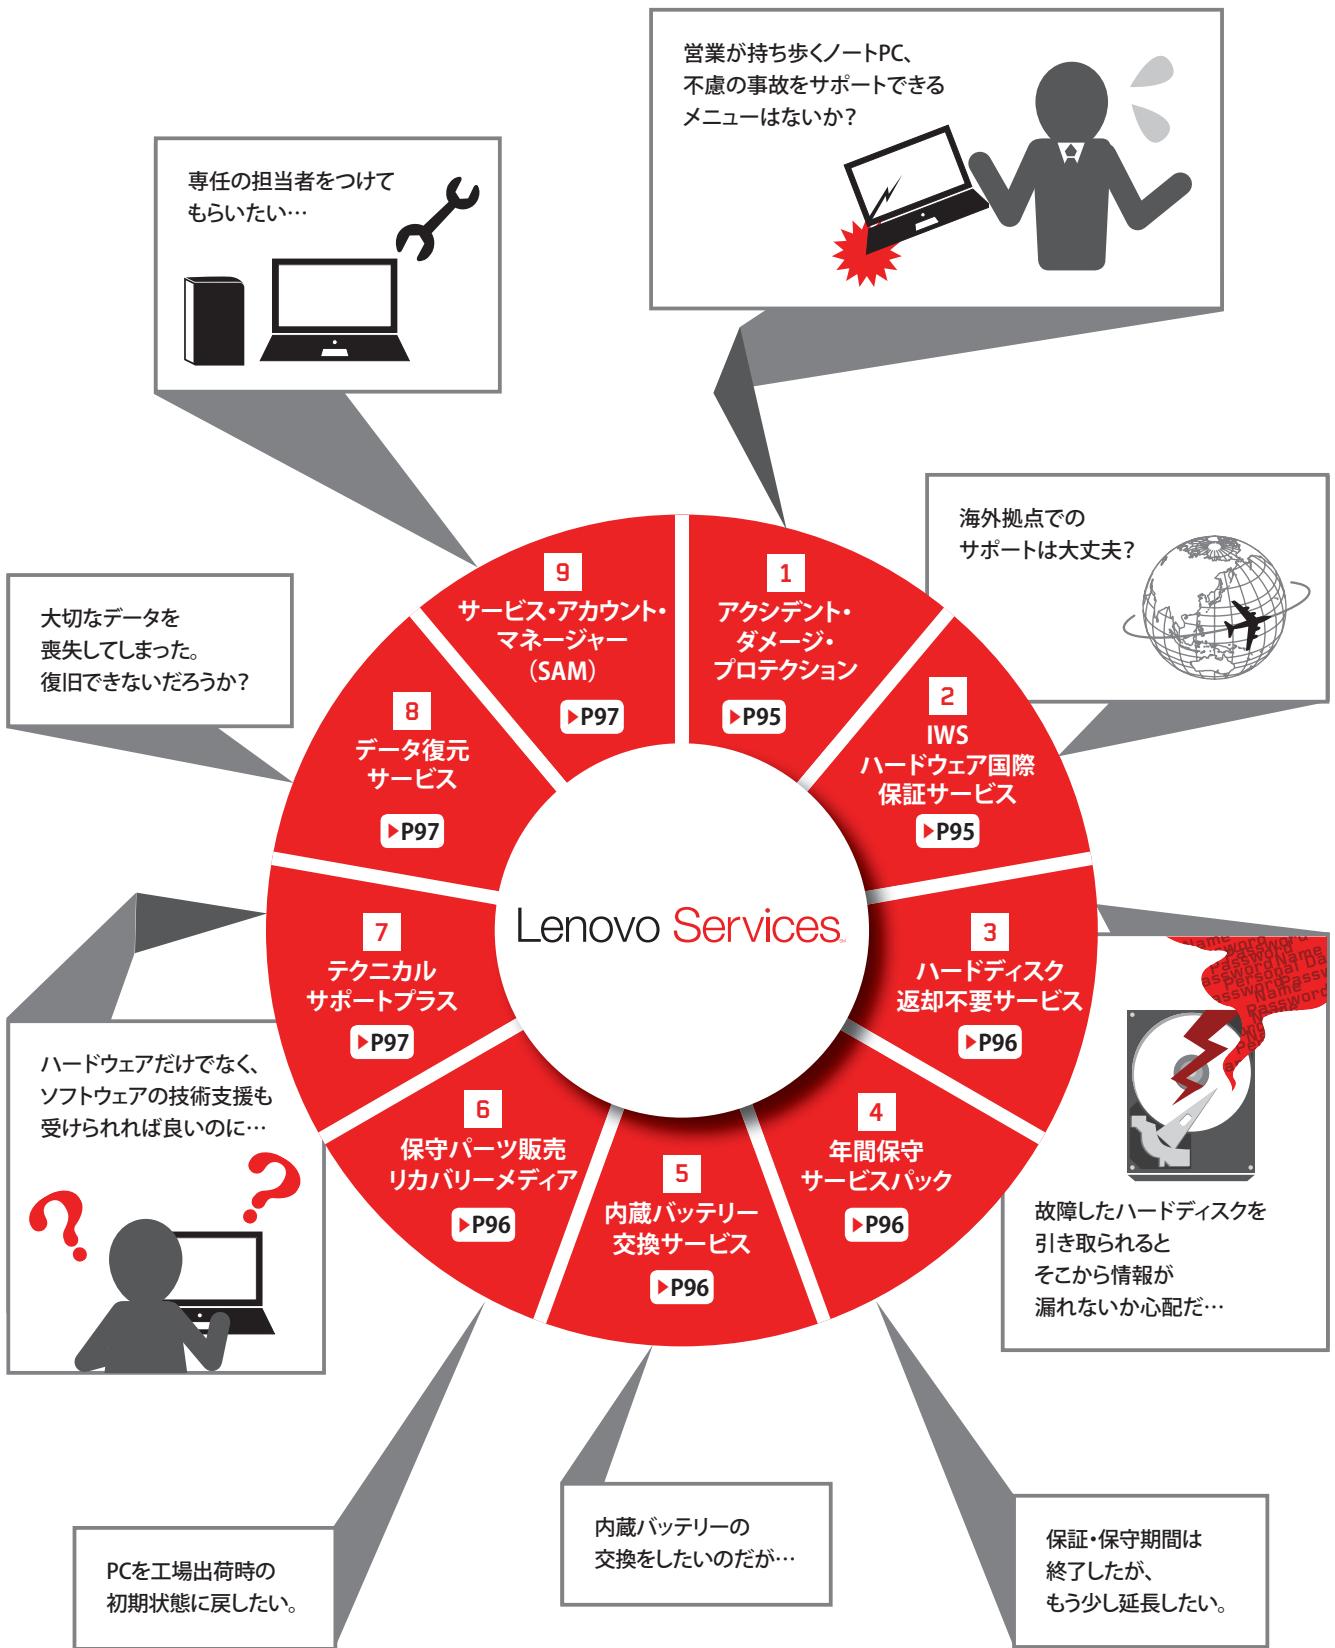 営業が持ち歩くノートPC、
不慮の事故をサポートできる
メニューはないか？
専任の担当者をつけて
もらいたい…
海外拠点での
サポートは大丈夫？
大切なデータを
喪失してしまった。
復旧できないだろうか？
1
アクシデント・
ダメージ・
プロテクション
▶P95
2
IWS
ハードウェア国際
保証サービス
▶P95
3
ハードディスク
返却不要サービス
▶P96
4
年間保守
サービスパック
▶P96
5
内蔵バッテリー
交換サービス
▶P96
6
保守パーツ販売
リカバリーメディア
▶P96
7
テクニカル
サポートプラス
▶P97
8
データ復元
サービス
▶P97
9
サービス・アカウント・
マネージャー
（SAM）
▶P97
Lenovo Services
ハードウェアだけでなく、
ソフトウェアの技術支援も
受けられれば良いのに…
故障したハードディスクを
引き取られると
そこから情報が
漏れないか心配だ…
PCを工場出荷時の
初期状態に戻したい。
内蔵バッテリーの
交換をしたいのだが…
保証・保守期間は
終了したが、
もう少し延長したい。